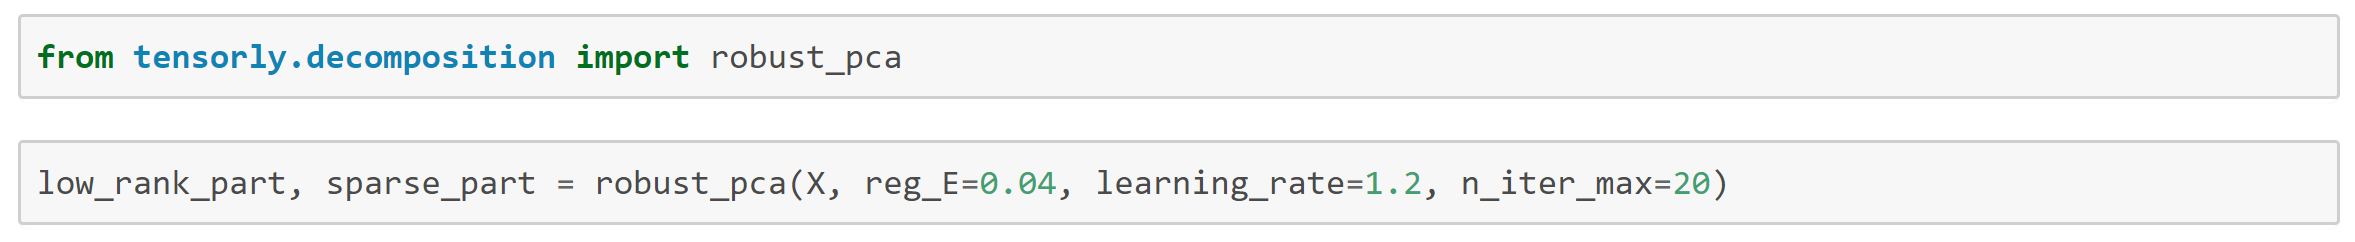 from tensorly.decomposition import robust_pca
low_rank_part, sparse_part = robust_pca(X, reg_E=0.04, learning_rate=1.2, n_iter_max=20)